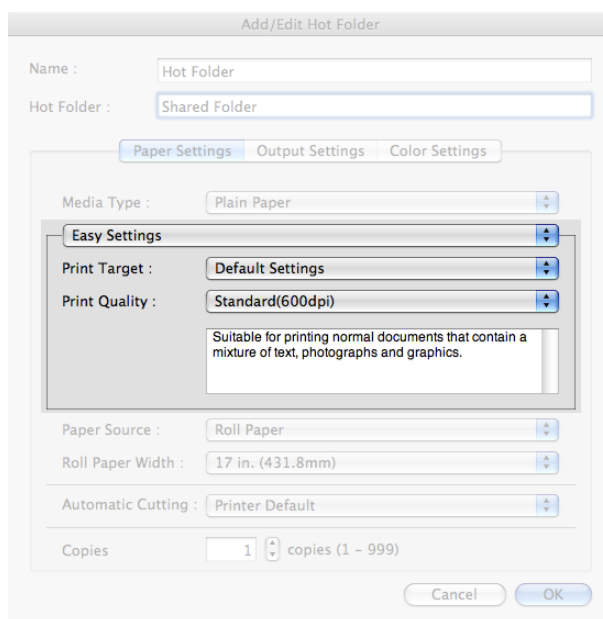 Add/Edit Hot Folder
Name : Hot Folder
Hot Folder : Shared Folder
Paper Settings Output Settings Color Settings
Media Type : Plain Paper
Easy Settings
Print Target : Default Settings
Print Quality : Standard(600dpi)
Suitable for printing normal documents that contain a
mixture of text, photographs and graphics.
Paper Source : Roll Paper
Roll Paper Width : 17 in. (431.8mm)
Automatic Cutting : Printer Default
Copies 1 copies (1 – 999)
Cancel OK